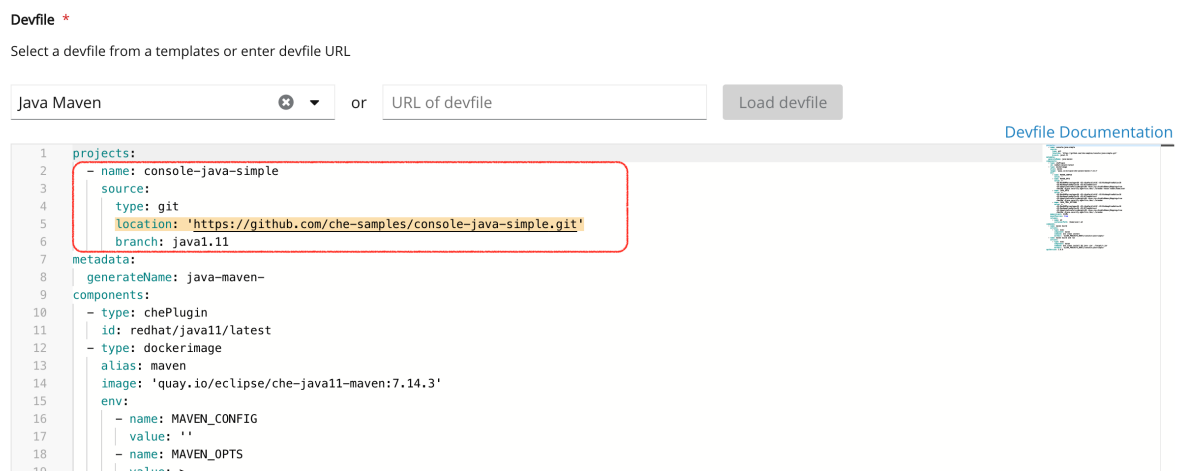 Devfile *
Select a devfile from a templates or enter devfile URL
Java Maven or URL of devfile Load devfile
Devfile Documentation
1 projects:
2 - name: console-java-simple
3 source:
4 type: git
5 location: 'https://github.com/che-samples/console-java-simple.git'
6 branch: java1.11
7 metadata:
8 generateName: java-maven-
9 components:
10 - type: chePlugin
11 id: redhat/java11/latest
12 - type: dockerimage
13 alias: maven
14 image: 'quay.io/eclipse/che-java11-maven:7.14.3'
15 env:
16 - name: MAVEN_CONFIG
17 value: ''
18 - name: MAVEN_OPTS
19 value: >